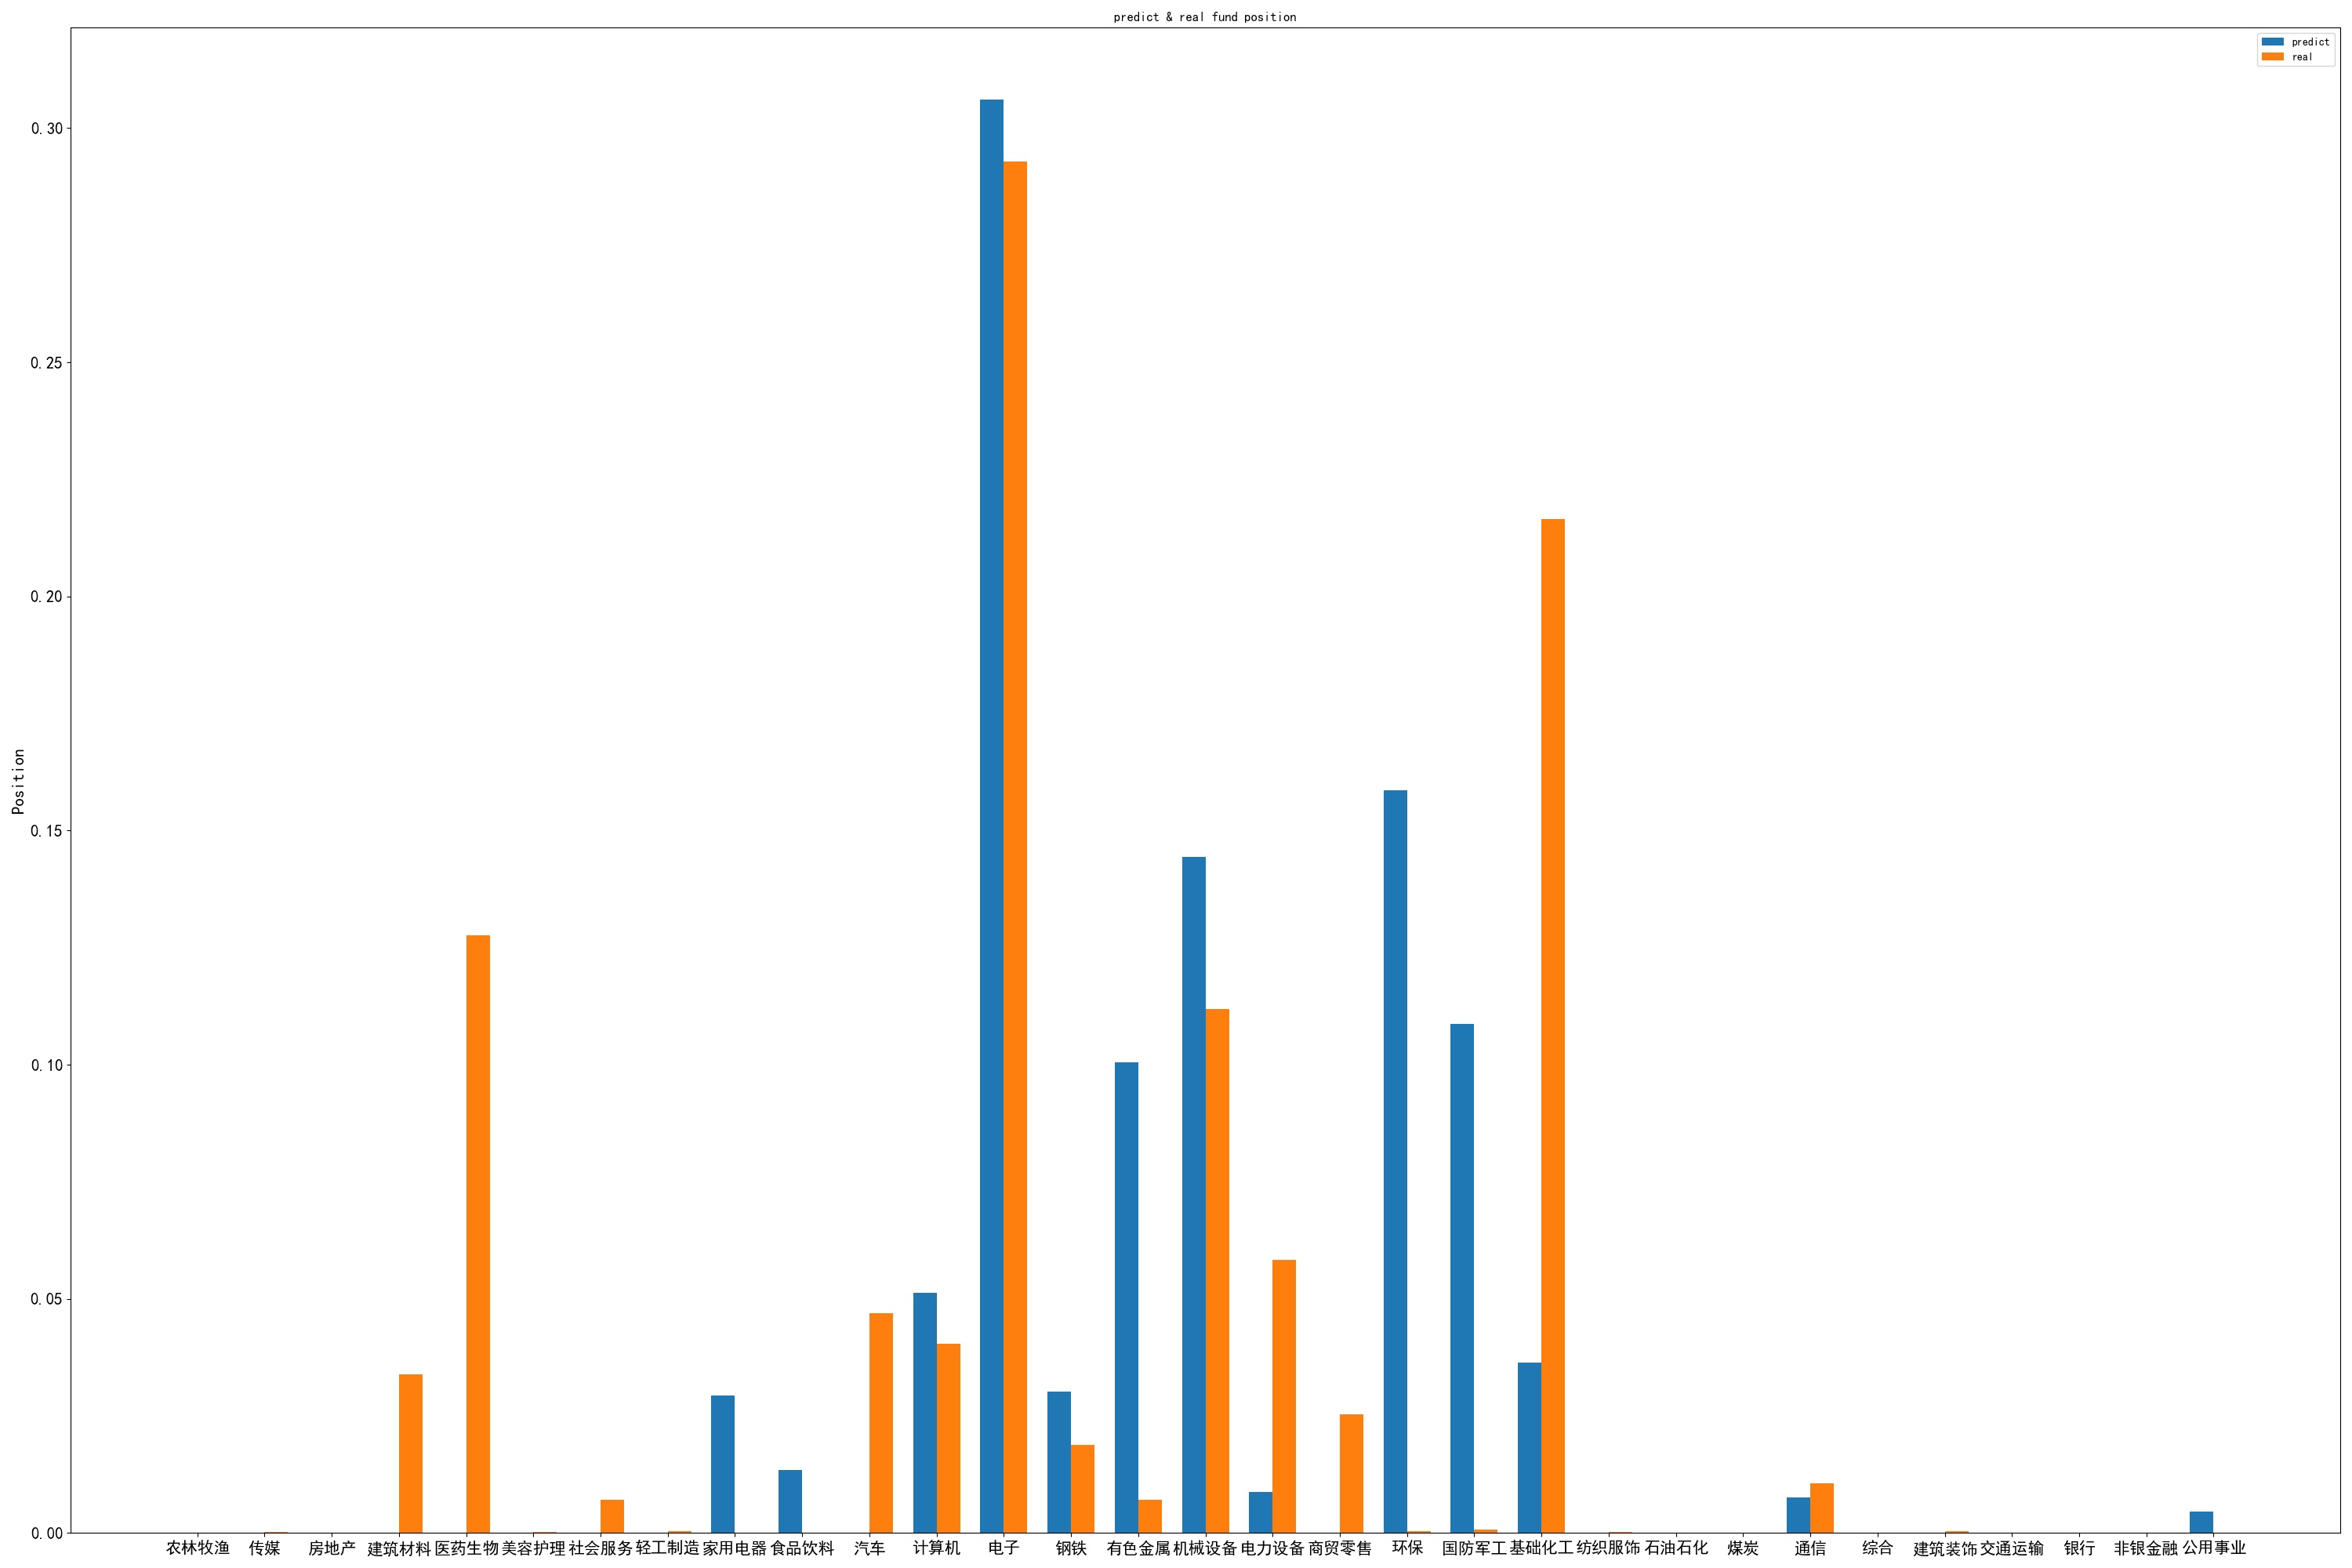 predict & real fund position
predict
real
0.30
0.25
0.20
0.15
0.10
0.05
0.00
Position
农林牧渔 传媒 房地产 建筑材料 医药生物 美容护理 社会服务 轻工制造 家用电器 食品饮料 汽车 计算机 电子 钢铁 有色金属 机械设备 电力设备 商贸零售 环保 国防军工 基础化工 纺织服饰 石油石化 煤炭 通信 综合 建筑装饰 交通运输 银行 非银金融 公用事业